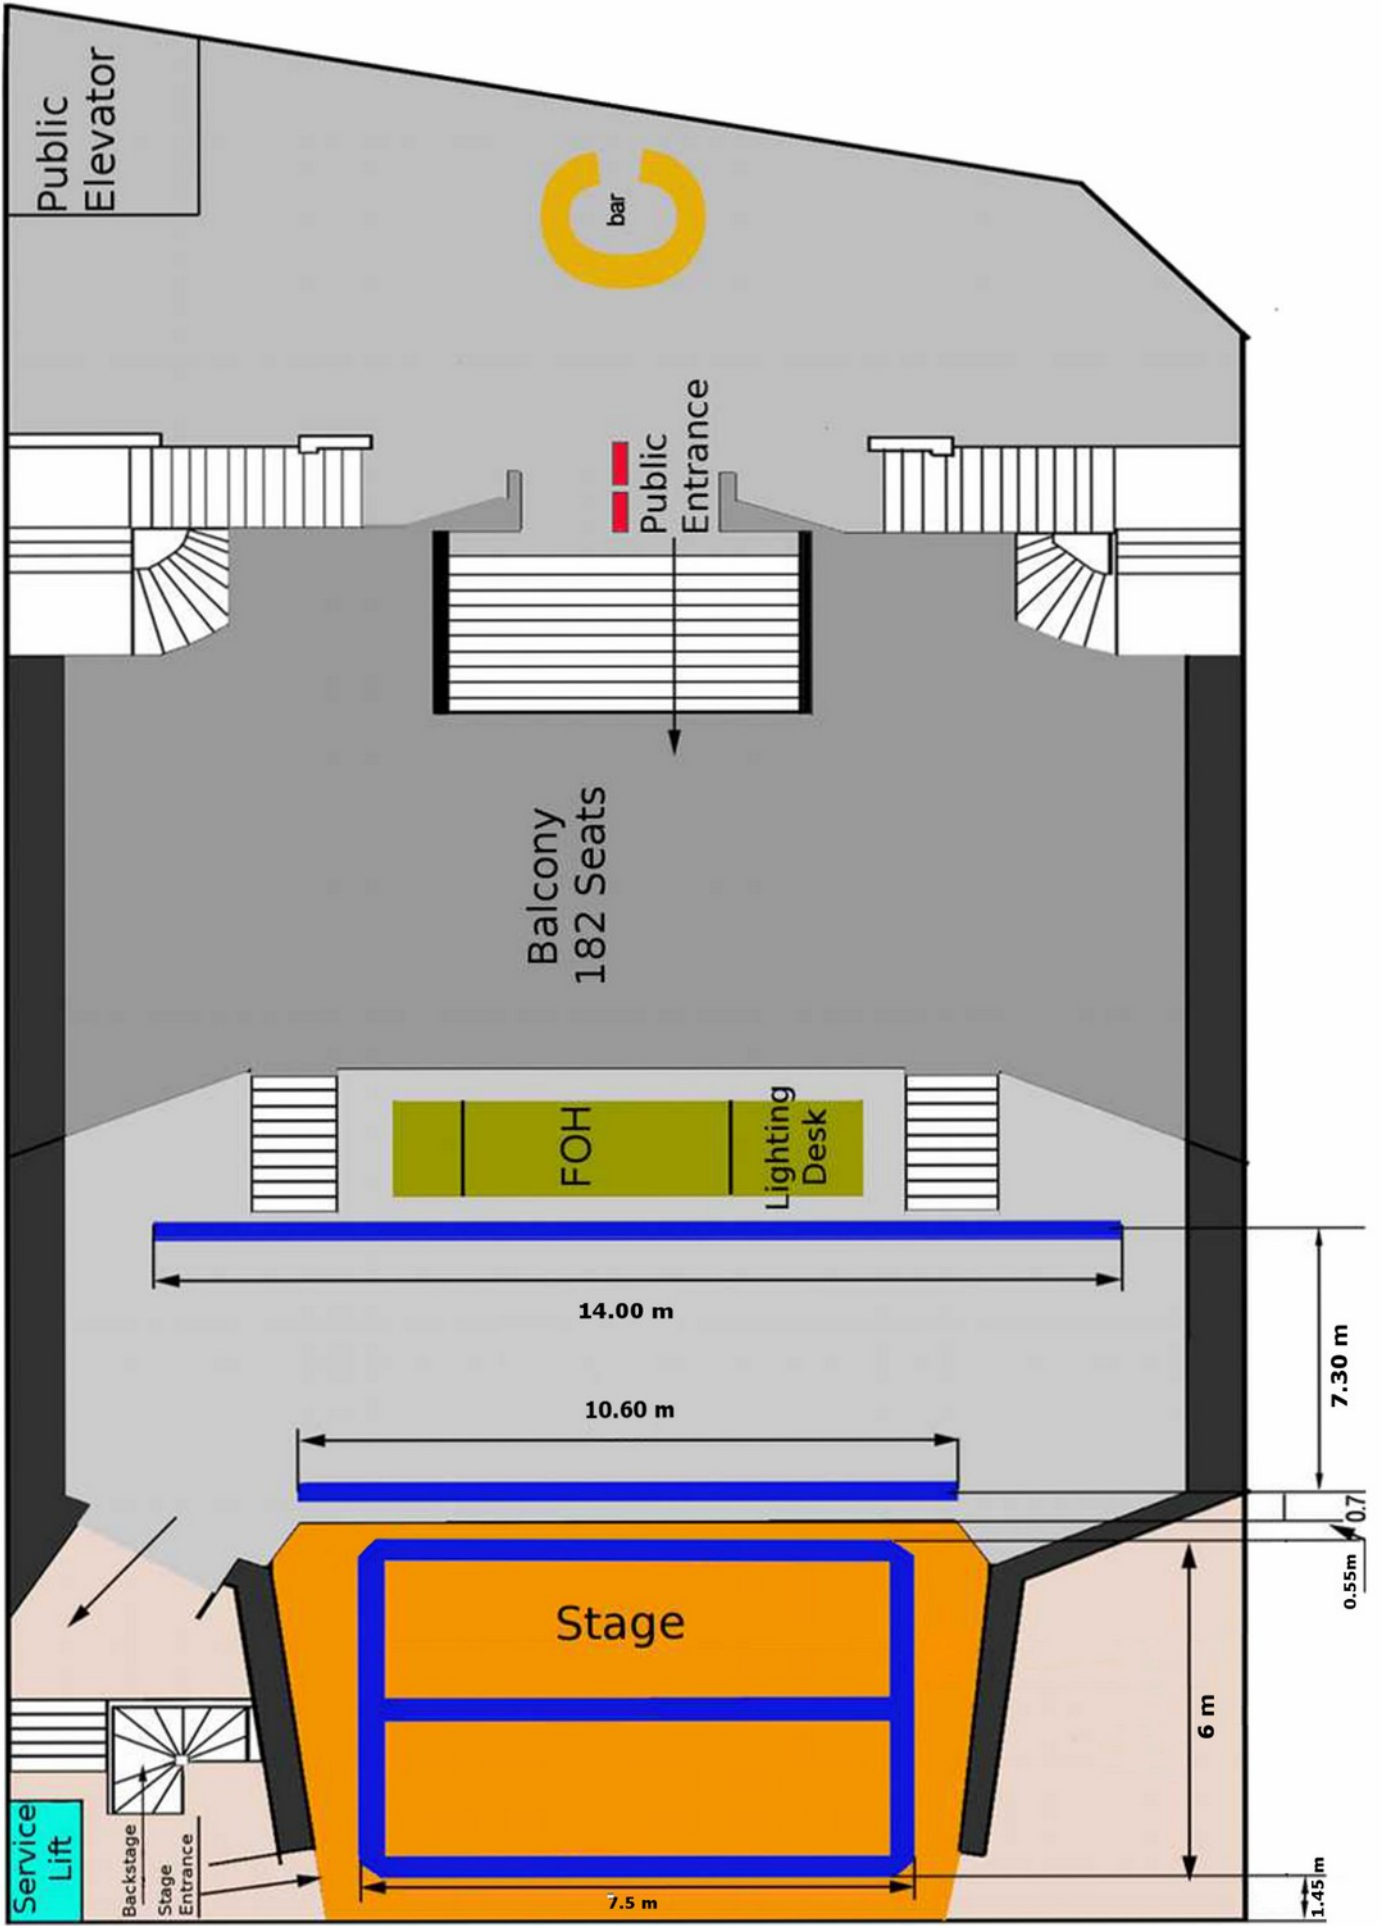 Public
Elevator
bar
Public
Entrance
Balcony
182 Seats
FOH
Lighting
Desk
14.00 m
7.30 m
10.60 m
0.7
0.55m
Stage
6 m
Service
Lift
Backstage
Stage
Entrance
7.5 m
1.45 m